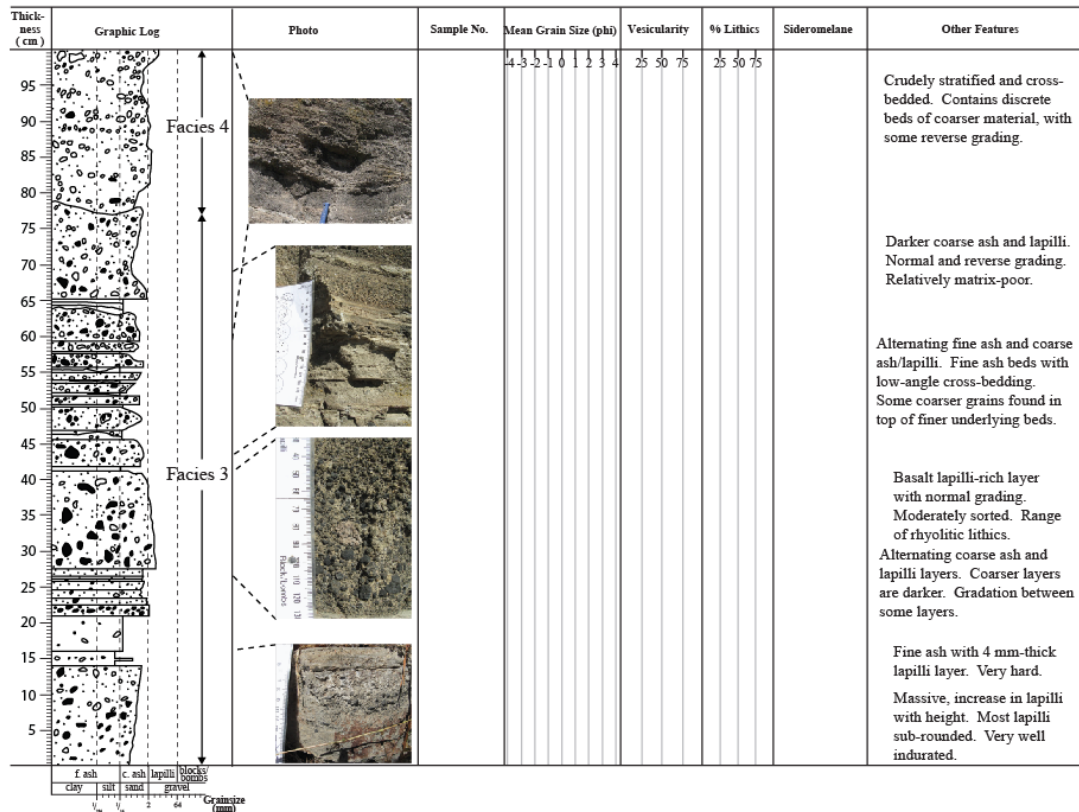 Thick-
ness
( cm )
Graphic Log
Photo
Sample No.
Mean Grain Size (phi)
Vesicularity
% Lithics
Sideromelane
Other Features
-4 -3 -2 -1 0 1 2 3 4
25 50 75
25 50 75
95
90
85
80
75
70
65
60
55
50
45
40
35
30
25
20
15
10
5
Facies 4
Facies 3
Crudely stratified and cross-
bedded. Contains discrete
beds of coarser material, with
some reverse grading.
Darker coarse ash and lapilli.
Normal and reverse grading.
Relatively matrix-poor.
Alternating fine ash and coarse
ash/lapilli. Fine ash beds with
low-angle cross-bedding.
Some coarser grains found in
top of finer underlying beds.
Basalt lapilli-rich layer
with normal grading.
Moderately sorted. Range
of rhyolitic lithics.
Alternating coarse ash and
lapilli layers. Coarser layers
are darker. Gradation between
some layers.
Fine ash with 4 mm-thick
lapilli layer. Very hard.
Massive, increase in lapilli
with height. Most lapilli
sub-rounded. Very well
indurated.
f. ash c. ash lapilli blocks/
bombs
clay silt sand gravel
2 64
Grainsize
(mm)